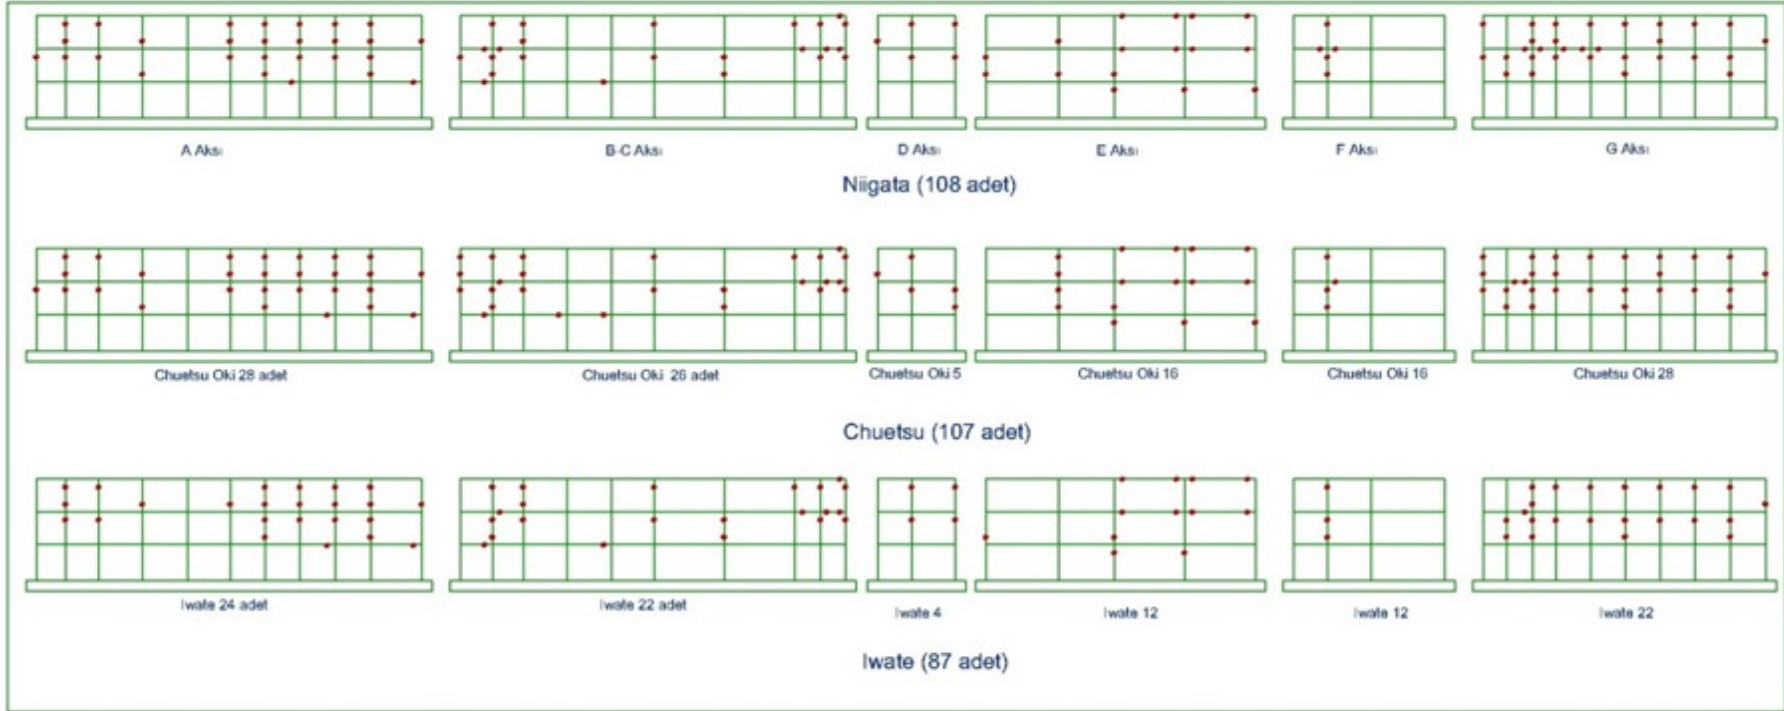 A Aksı
B-C Aksı
D Aksı
E Aksı
F Aksı
G Aksı
Niigata (108 adet)
Chuetsu Oki 28 adet
Chuetsu Oki 26 adet
Chuetsu Oki 5
Chuetsu Oki 16
Chuetsu Oki 16
Chuetsu Oki 28
Chuetsu (107 adet)
Iwate 24 adet
Iwate 22 adet
Iwate 4
Iwate 12
Iwate 12
Iwate 22
Iwate (87 adet)